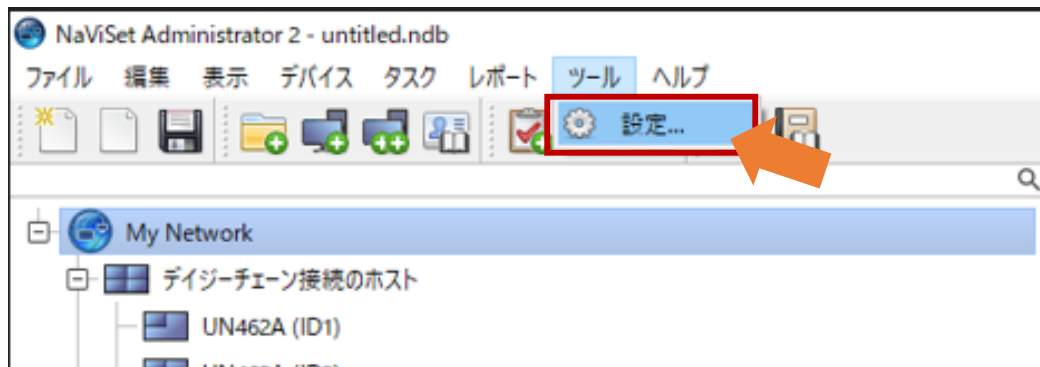 NaViSet Administrator 2 - untitled.ndb
ファイル 編集 表示 デバイス タスク レポート ツール ヘルプ
設定...
My Network
デイジーチェーン接続のホスト
UN462A (ID1)